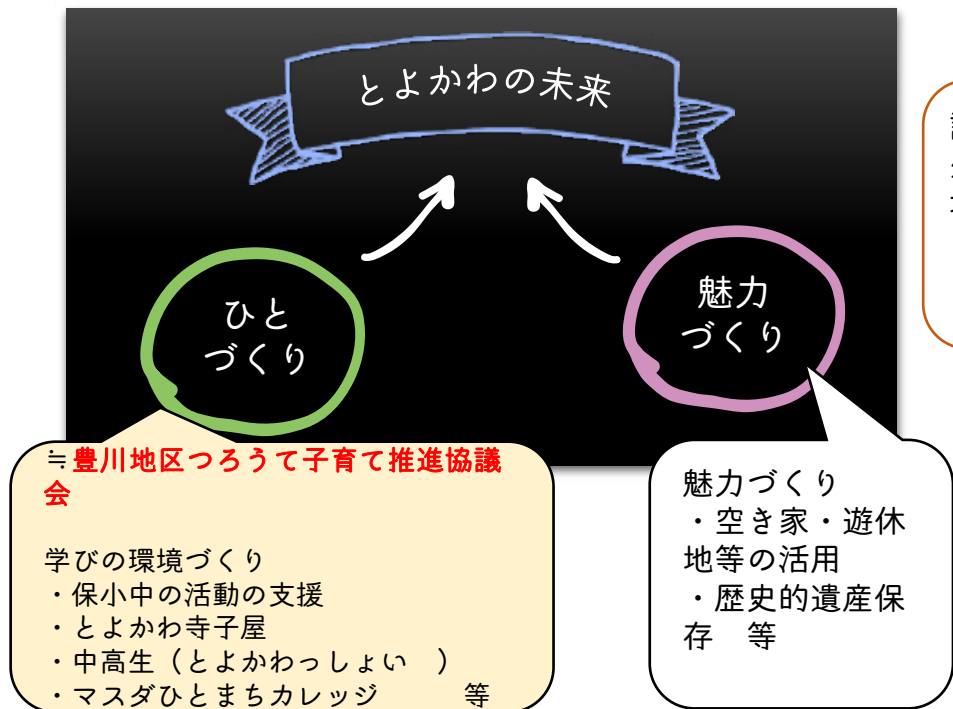 とよかわの未来
ひと
づくり
魅力
づくり
≒豊川地区つろうて子育て推進協議
会
学びの環境づくり
・保小中の活動の支援
・とよかわ寺子屋
・中高生（とよかわっしょい　）
・マスダひとまちカレッジ　　　等
魅力づくり
・空き家・遊休
地等の活用
・歴史的遺産保
存　等